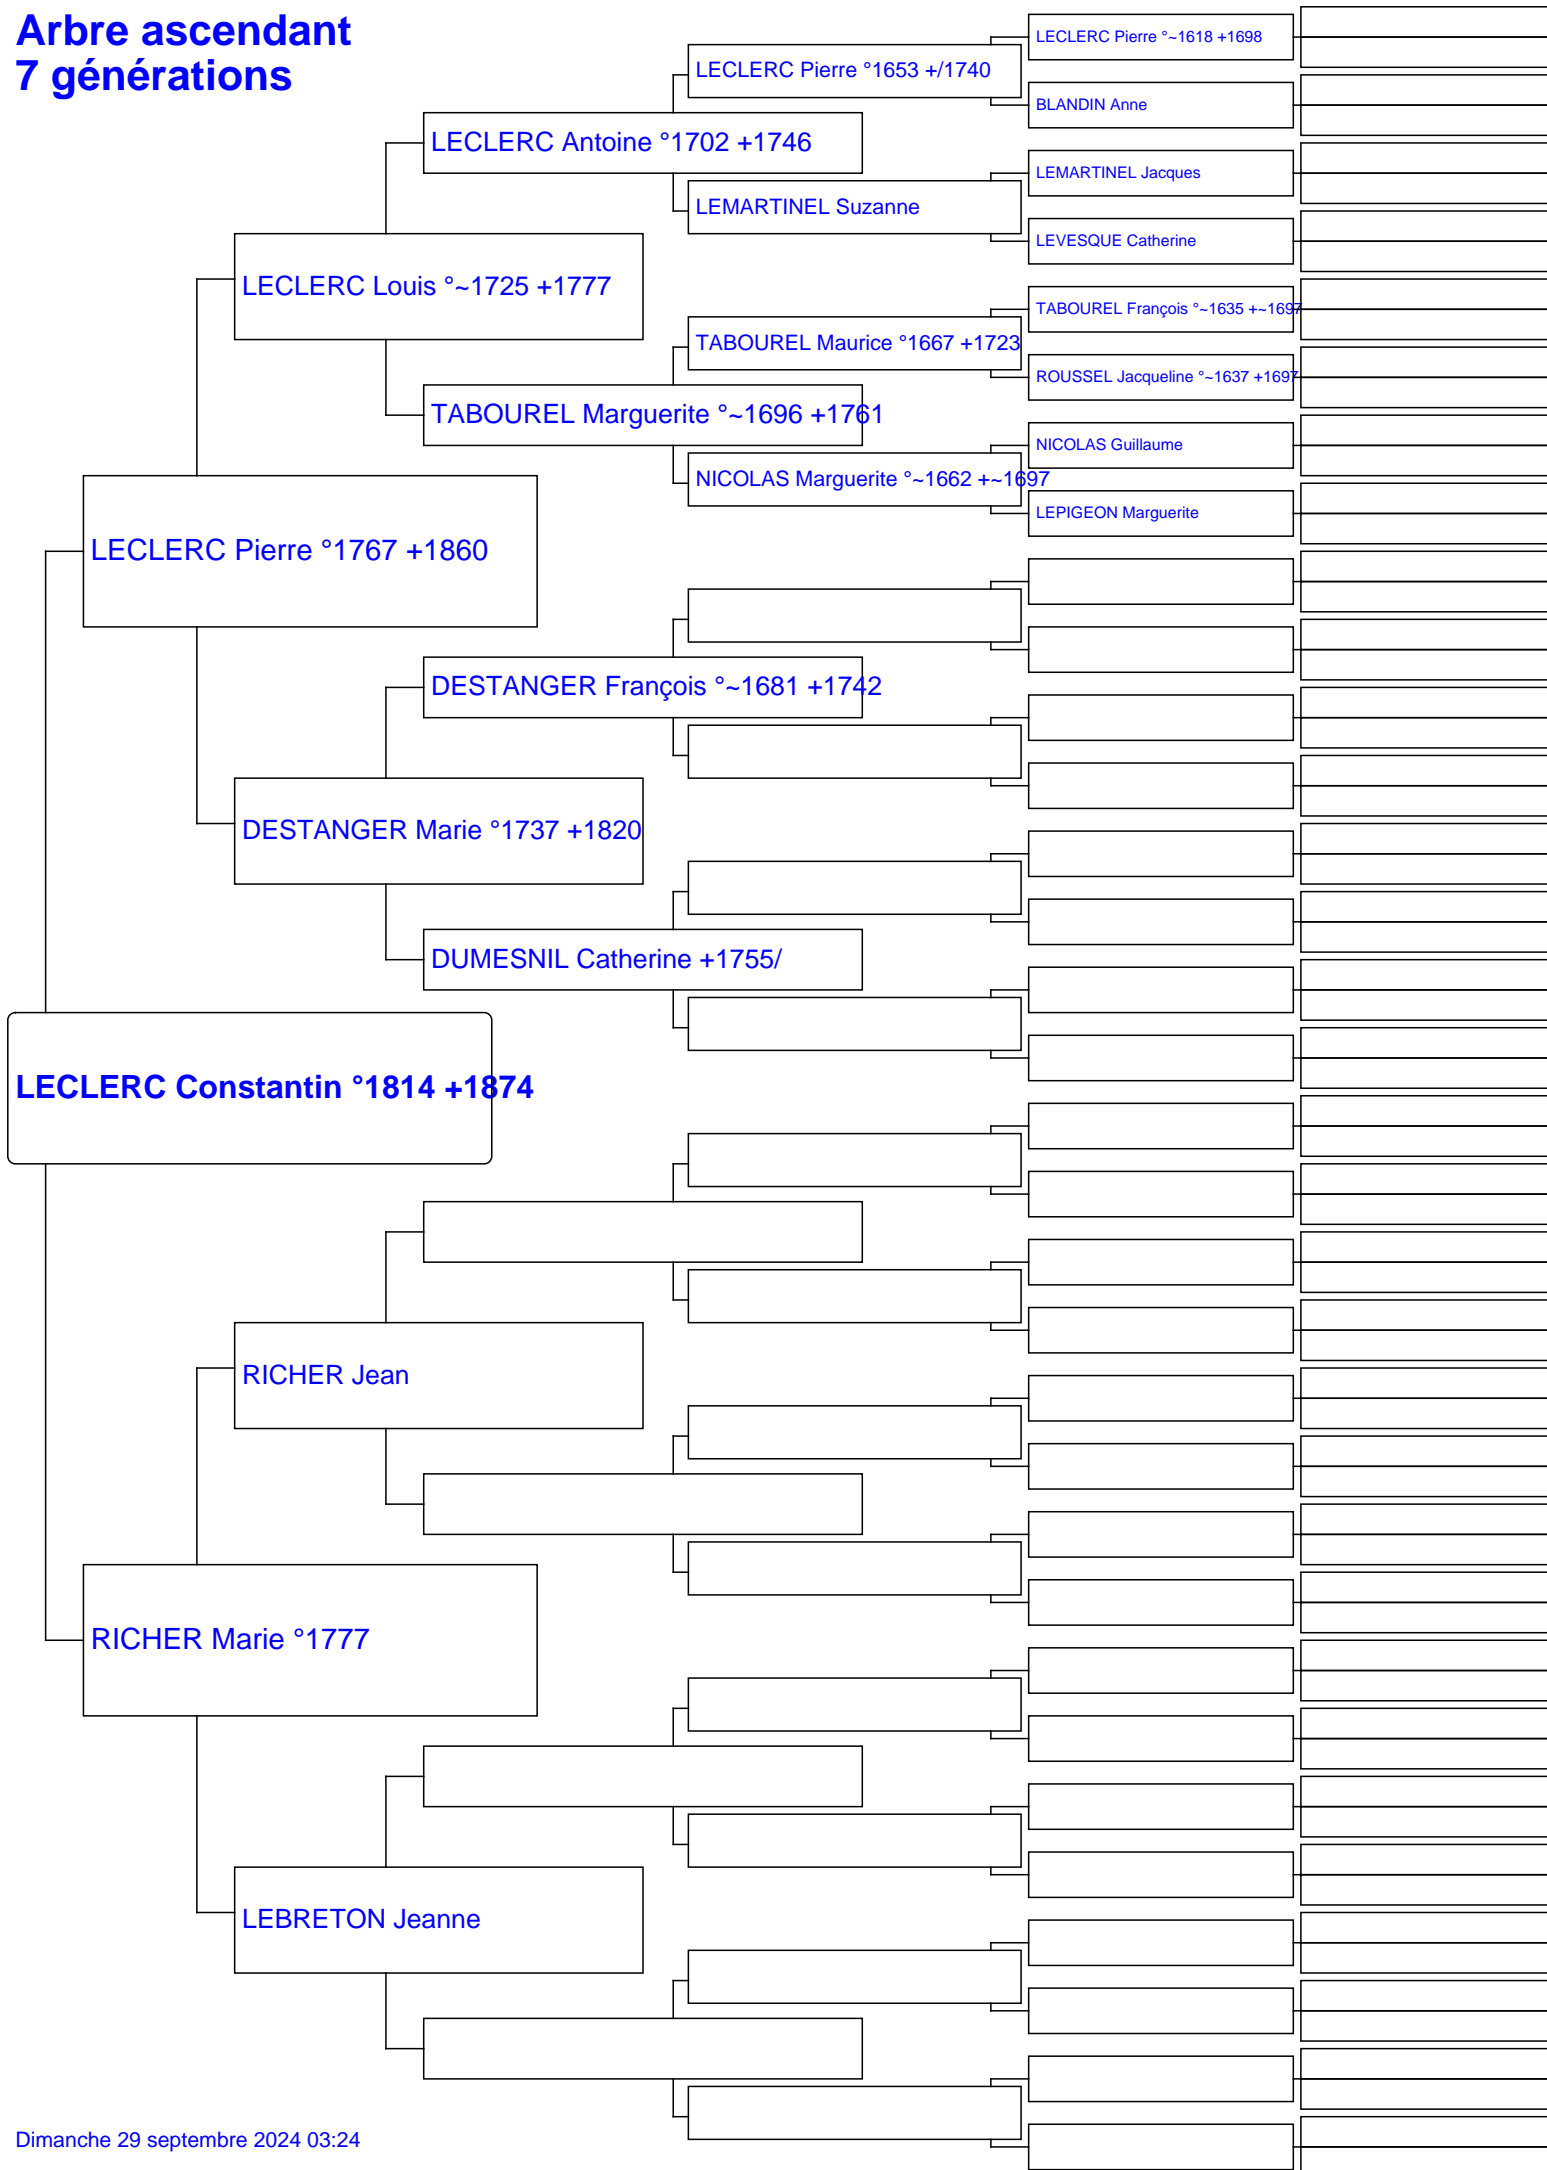 Arbre ascendant
7 générations
LECLERC Pierre °~1618 +1698
LECLERC Pierre °1653 +/1740
BLANDIN Anne
LECLERC Antoine °1702 +1746
LEMARTINEL Jacques
LEMARTINEL Suzanne
LEVESQUE Catherine
LECLERC Louis °~1725 +1777
TABOUREL François °~1635 +~1697
TABOUREL Maurice °1667 +1723
ROUSSEL Jacqueline °~1637 +1697
TABOUREL Marguerite °~1696 +1761
NICOLAS Guillaume
NICOLAS Marguerite °~1662 +~1697
LEPIGEON Marguerite
LECLERC Pierre °1767 +1860
DESTANGER François °~1681 +1742
DESTANGER Marie °1737 +1820
DUMESNIL Catherine +1755/
LECLERC Constantin °1814 +1874
RICHER Jean
RICHER Marie °1777
LEBRETON Jeanne
Dimanche 29 septembre 2024 03:24